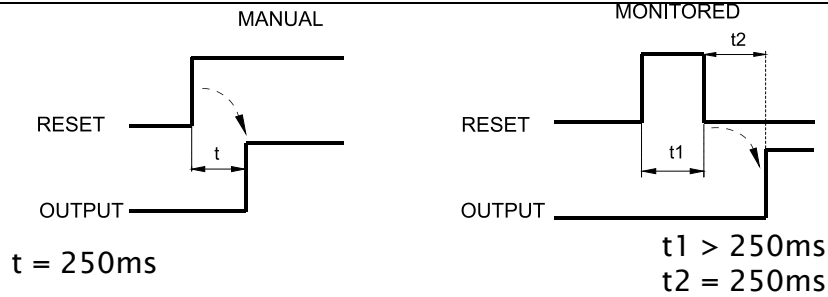 MANUAL
RESET
t
OUTPUT
t = 250ms
MONITORED
t2
RESET
t1
OUTPUT
t1 > 250ms
t2 = 250ms